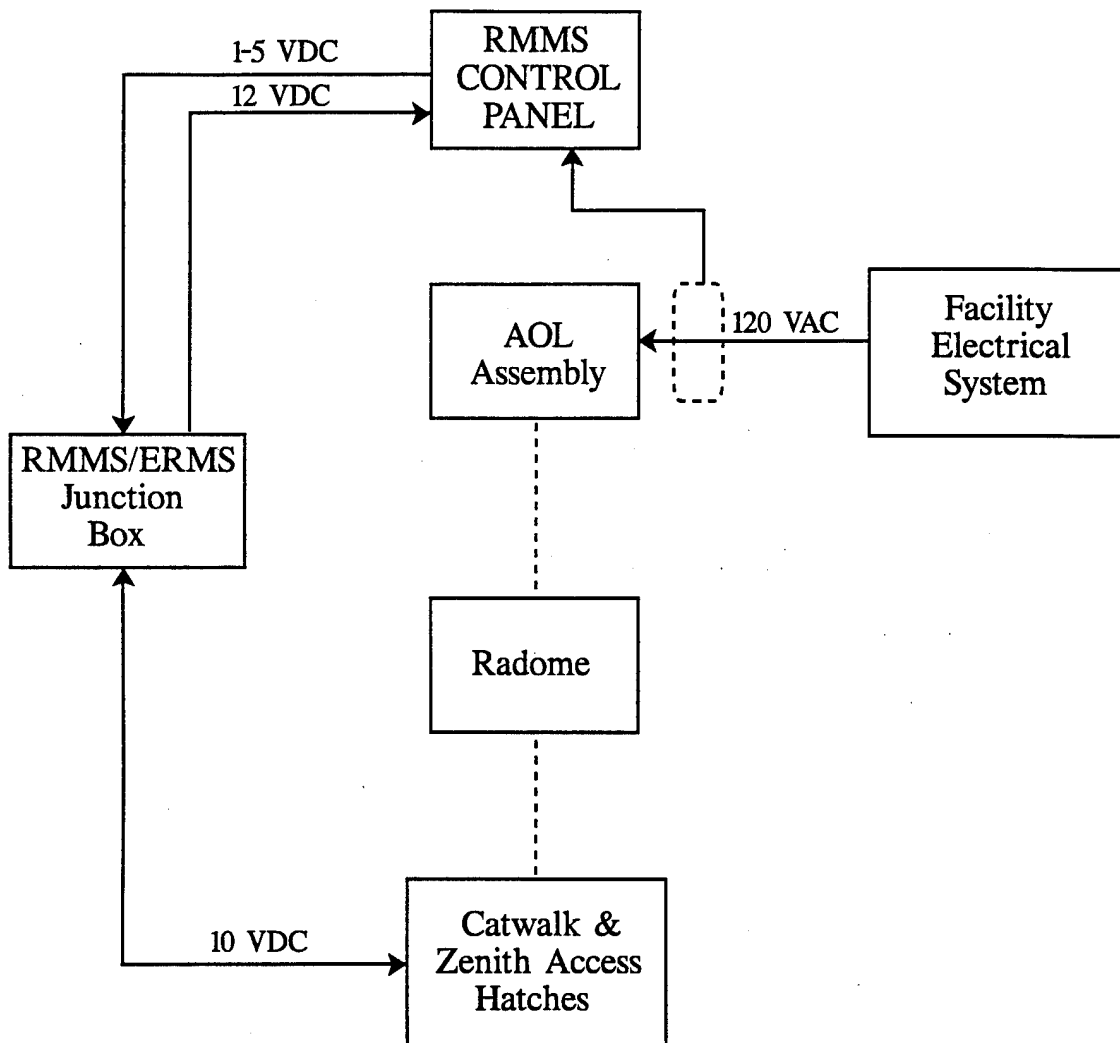 1-5 VDC
12 VDC
RMMS
CONTROL
PANEL
AOL
Assembly
120 VAC
Facility
Electrical
System
RMMS/ERMS
Junction
Box
Radome
10 VDC
Catwalk &
Zenith Access
Hatches